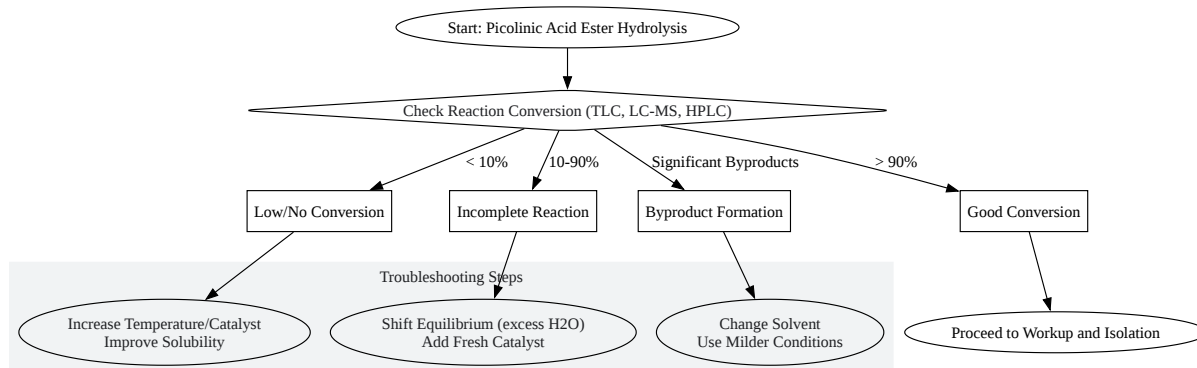 Start: Picolinic Acid Ester Hydrolysis
Check Reaction Conversion (TLC, LC-MS, HPLC)
< 10%
10-90%
Significant Byproducts
> 90%
Low/No Conversion
Incomplete Reaction
Byproduct Formation
Good Conversion
Troubleshooting Steps
Increase Temperature/Catalyst
Improve Solubility
Shift Equilibrium (excess H2O)
Add Fresh Catalyst
Change Solvent
Use Milder Conditions
Proceed to Workup and Isolation